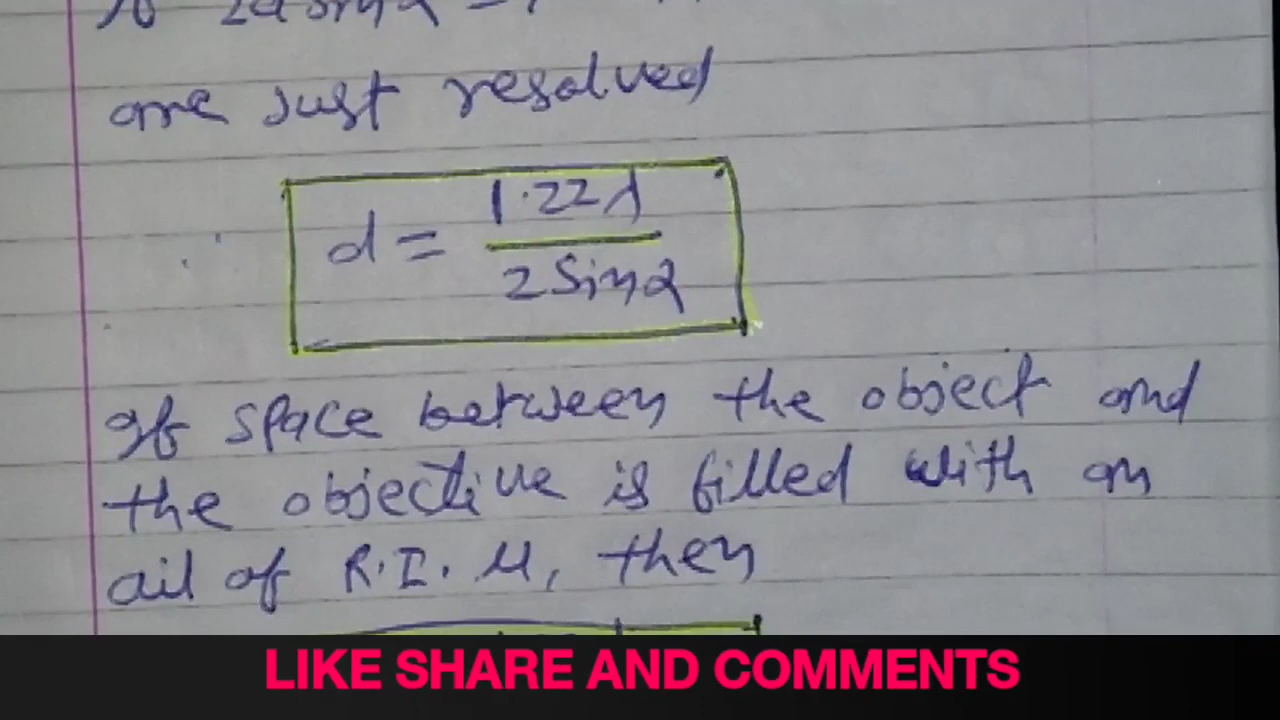 are just resolved
d = 1.22λ
2 Sin α
If space between the object and
the objective is filled with an
oil of R.I. μ, then
LIKE SHARE AND COMMENTS